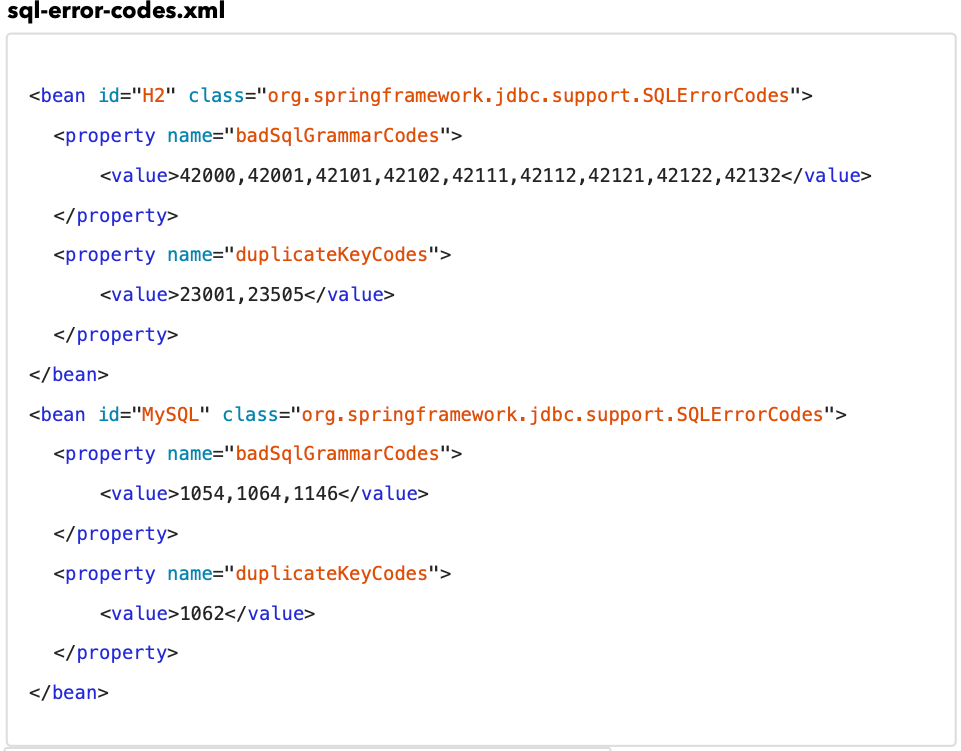 sql-error-codes.xml
<bean id="H2" class="org.springframework.jdbc.support.SQLErrorCodes">
<property name="badSqlGrammarCodes">
<value>42000,42001,42101,42102,42111,42112,42121,42122,42132</value>
</property>
<property name="duplicateKeyCodes">
<value>23001,23505</value>
</property>
</bean>
<bean id="MySQL" class="org.springframework.jdbc.support.SQLErrorCodes">
<property name="badSqlGrammarCodes">
<value>1054,1064,1146</value>
</property>
<property name="duplicateKeyCodes">
<value>1062</value>
</property>
</bean>